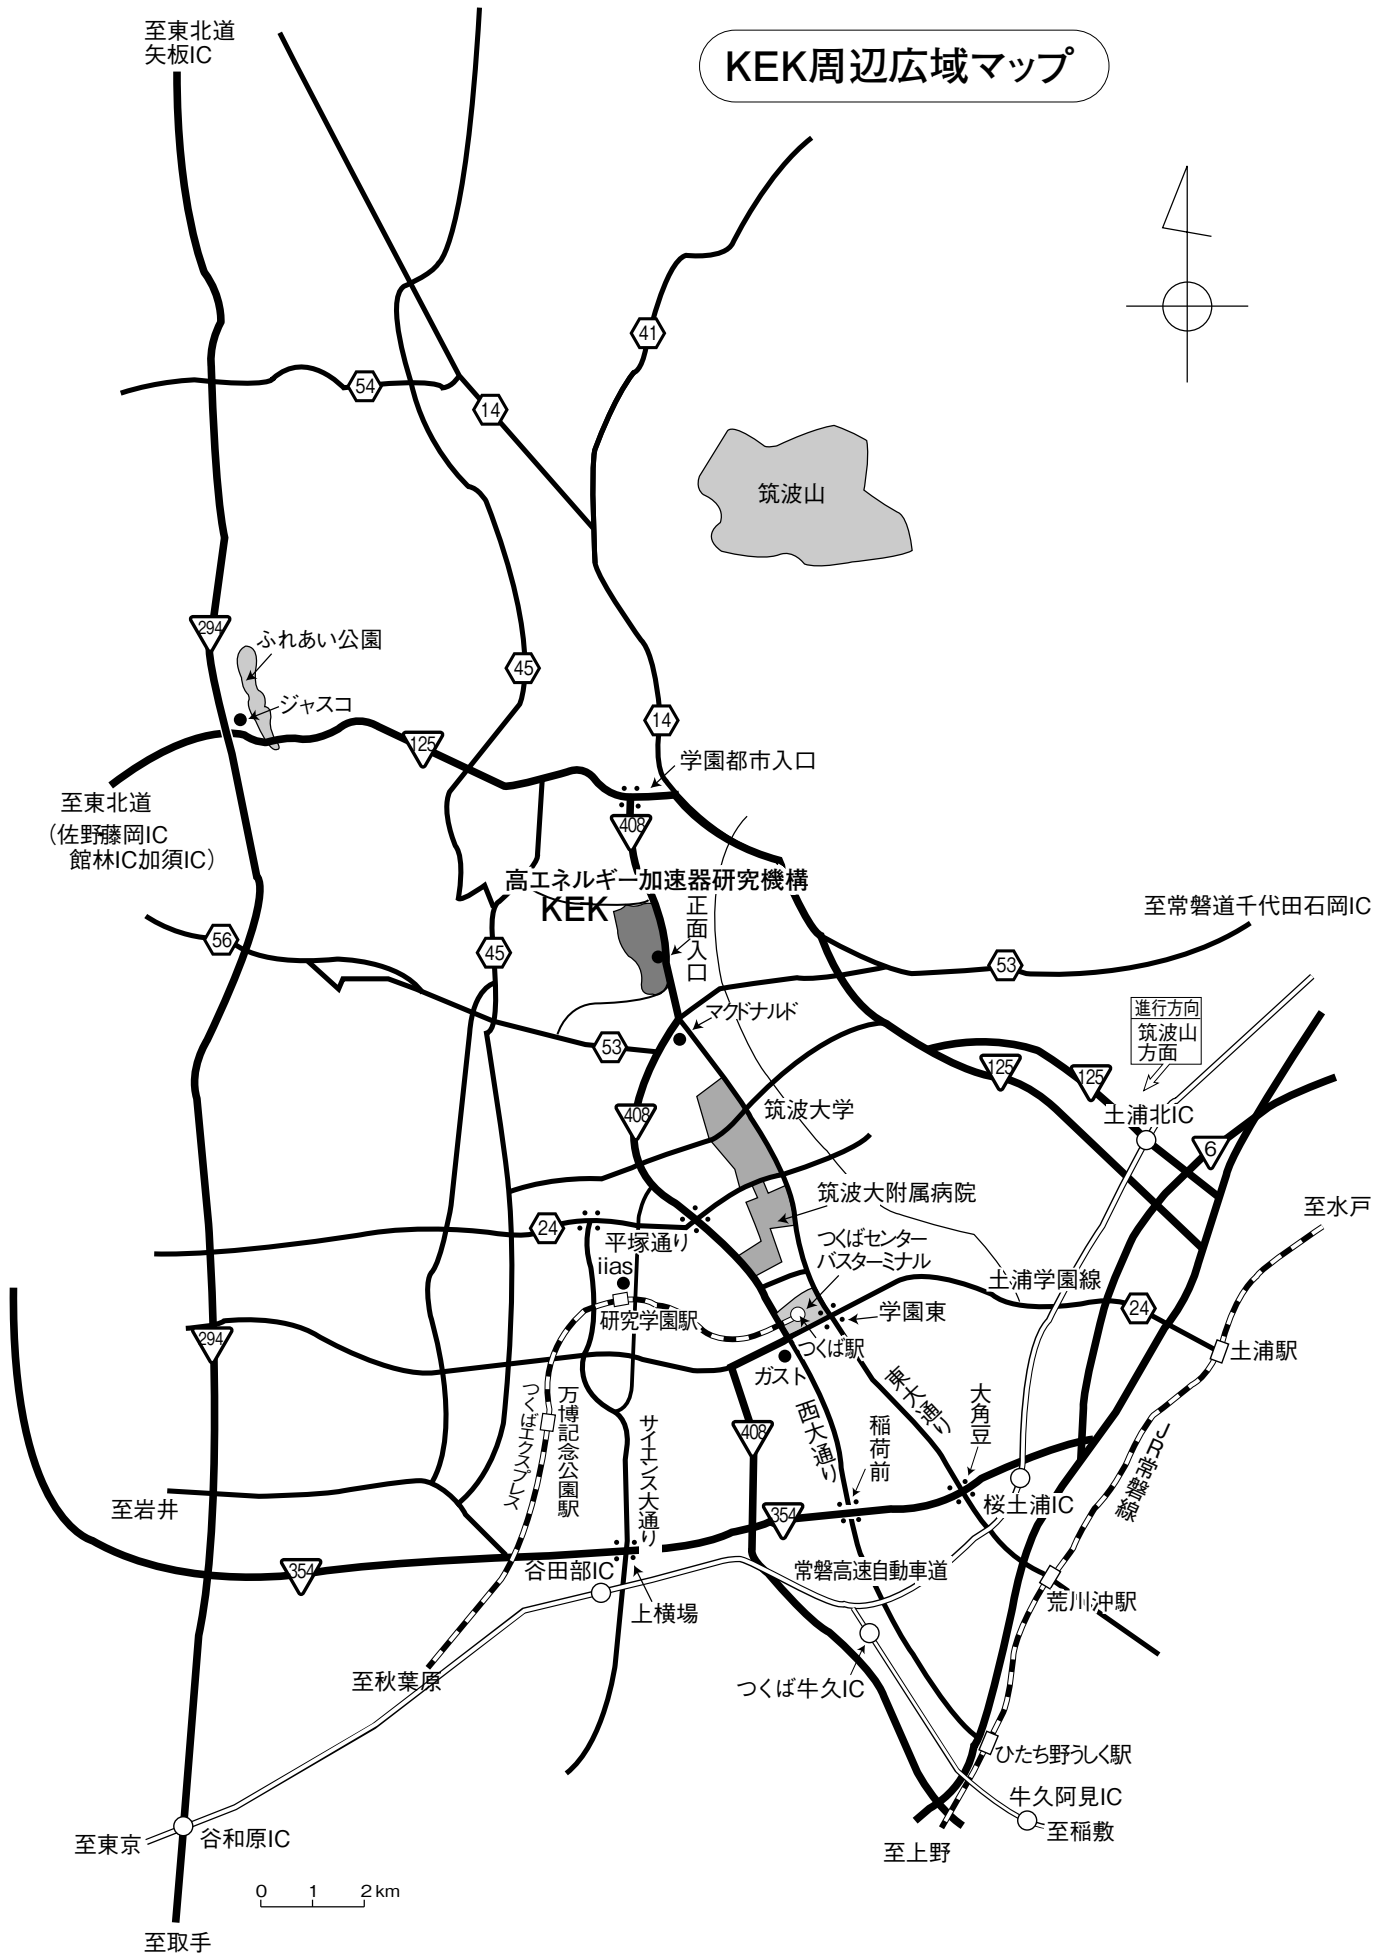 至東北道
矢板IC
KEK周辺広域マップ
41
54
14
筑波山
294
ふれあい公園
45
ジャスコ
14
125
学園都市入口
至東北道
(佐野藤岡IC
館林IC加須IC)
408
高エネルギー加速器研究機構
KEK
正面入口
至常磐道千代田石岡IC
56
45
53
マクドナルド
進行方向
筑波山
方面
53
125
125
408
筑波大学
土浦北IC
6
筑波大附属病院
至水戸
24
平塚通り
つくばセンター
バスターミナル
iias
土浦学園線
研究学園駅
学園東
24
294
つくば駅
土浦駅
ガスト
つくばエクスプレス
万博記念公園駅
サイエンス大通り
408
西大通り
東大通り
稲荷前
大角豆
JR常磐線
至岩井
354
桜土浦IC
354
谷田部IC
常磐高速自動車道
上横場
荒川沖駅
至秋葉原
つくば牛久IC
ひたち野うしく駅
牛久阿見IC
至稲敷
至東京
谷和原IC
至上野
0 1 2 km
至取手